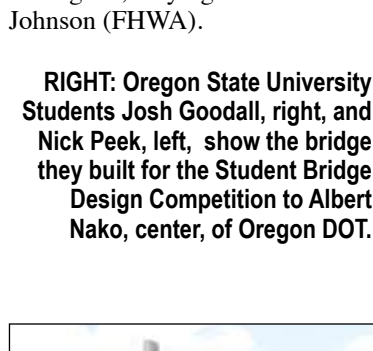 Johnson (FHWA).
RIGHT: Oregon State University
Students Josh Goodall, right, and
Nick Peek, left,  show the bridge
they built for the Student Bridge
Design Competition to Albert
Nako, center, of Oregon DOT.